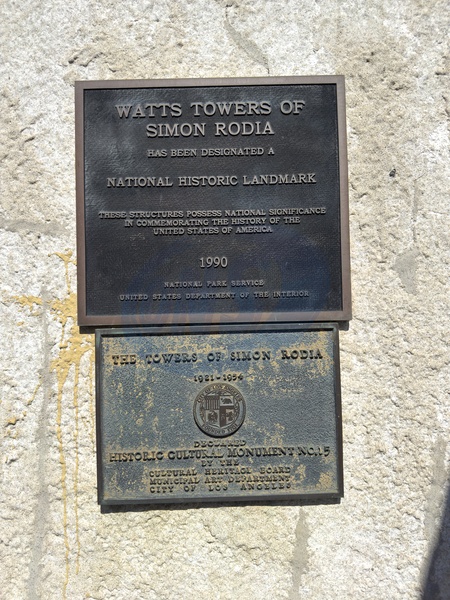 WATTS TOWERS OF
SIMON RODIA
HAS BEEN DESIGNATED A
NATIONAL HISTORIC LANDMARK
THESE STRUCTURES POSSESS NATIONAL SIGNIFICANCE
IN COMMEMORATING THE HISTORY OF THE
UNITED STATES OF AMERICA
1990
NATIONAL PARK SERVICE
UNITED STATES DEPARTMENT OF THE INTERIOR
THE TOWERS OF SIMON RODIA
1921-1954
DECLARED
HISTORIC CULTURAL MONUMENT NO.15
BY THE
CULTURAL HERITAGE BOARD
MUNICIPAL ART DEPARTMENT
CITY OF LOS ANGELES